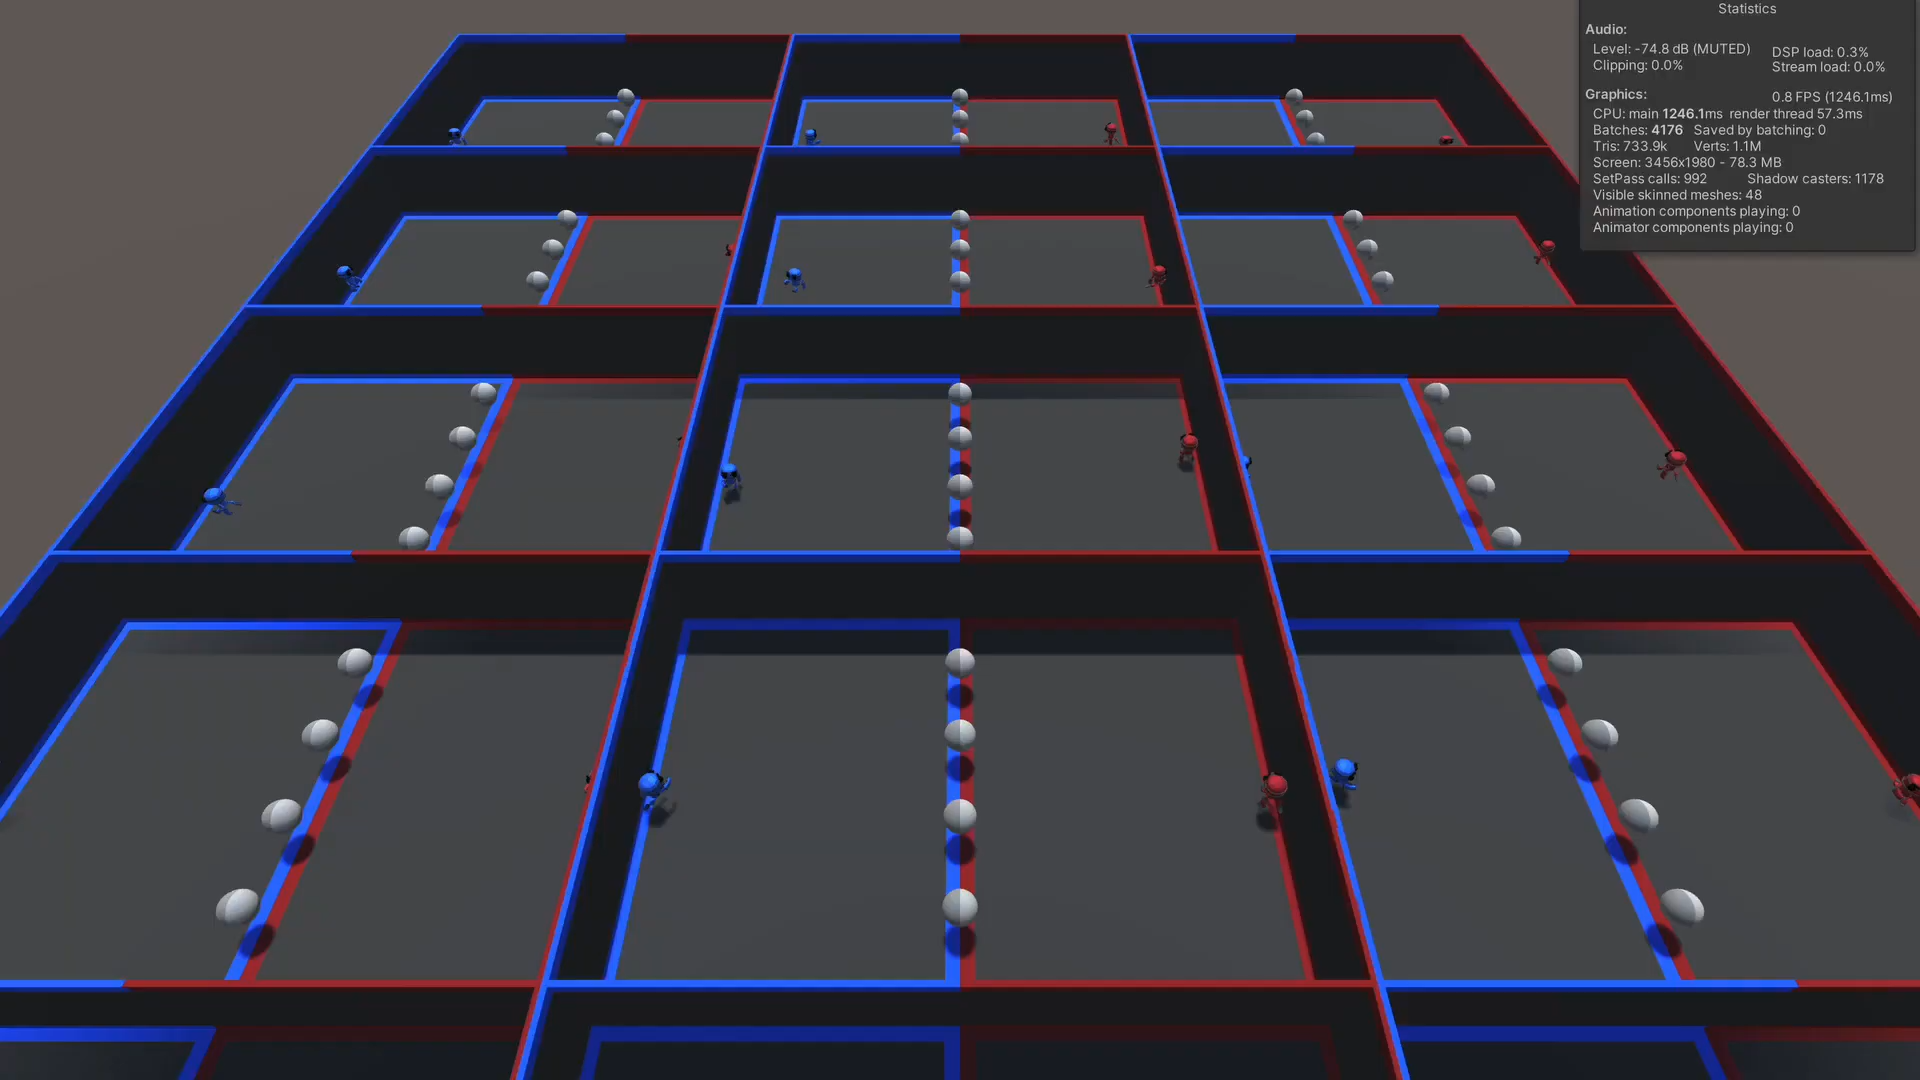 Statistics
Audio:
Level: -74.8 dB (MUTED) DSP load: 0.3%
Clipping: 0.0% Stream load: 0.0%
Graphics: 0.8 FPS (1246.1ms)
CPU: main 1246.1ms render thread 57.3ms
Batches: 4176 Saved by batching: 0
Tris: 733.9k Verts: 1.1M
Screen: 3456x1980 - 78.3 MB
SetPass calls: 992 Shadow casters: 1178
Visible skinned meshes: 48
Animation components playing: 0
Animator components playing: 0